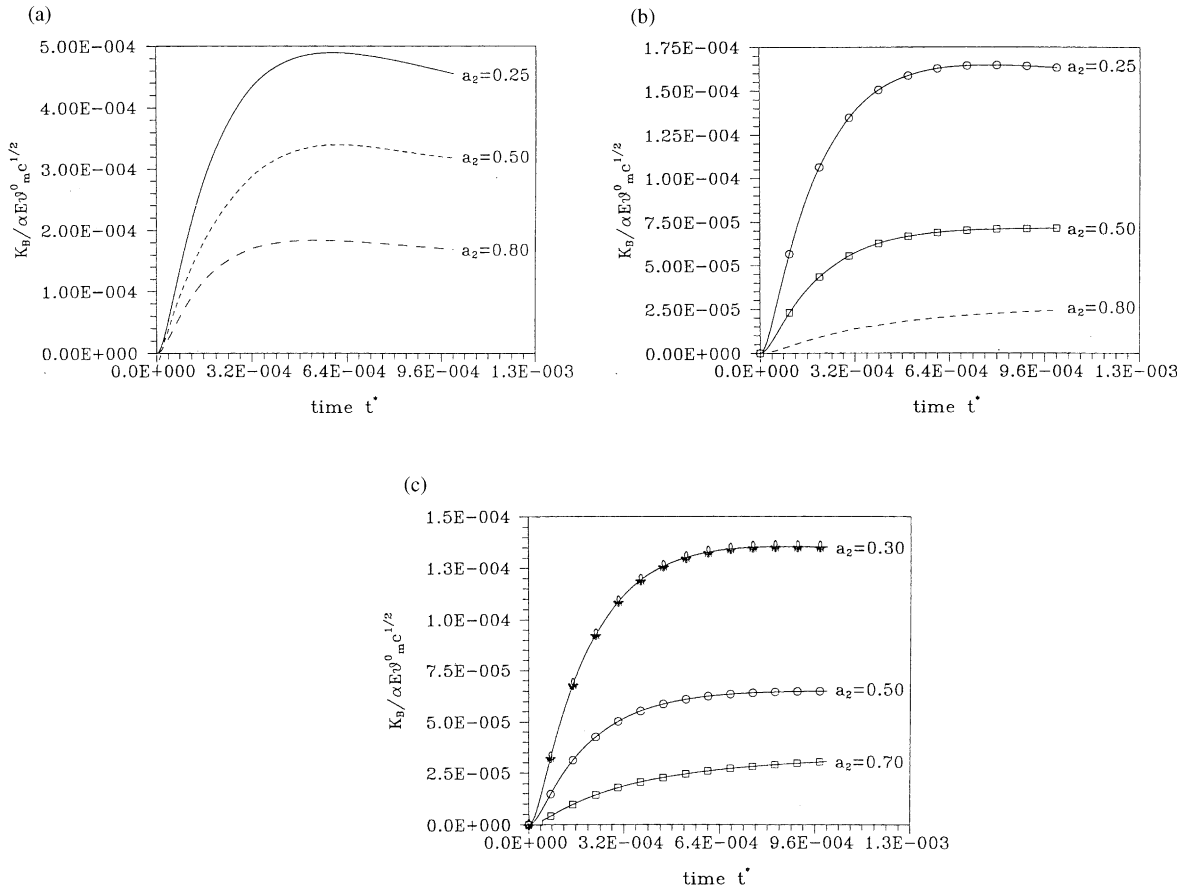 (a)
5.00E-004
4.00E-004
3.00E-004
2.00E-004
1.00E-004
0.00E+000
K_B/αEϑ⁰_m c^{1/2}
a₂=0.25
a₂=0.50
a₂=0.80
0.0E+000 3.2E-004 6.4E-004 9.6E-004 1.3E-003
time t*
(b)
1.75E-004
1.50E-004
1.25E-004
1.00E-004
7.50E-005
5.00E-005
2.50E-005
0.00E+000
K_B/αEϑ⁰_m c^{1/2}
a₂=0.25
a₂=0.50
a₂=0.80
0.0E+000 3.2E-004 6.4E-004 9.6E-004 1.3E-003
time t*
(c)
1.5E-004
1.3E-004
1.0E-004
7.5E-005
5.0E-005
2.5E-005
0.0E+000
K_B/αEϑ⁰_m c^{1/2}
a₂=0.30
a₂=0.50
a₂=0.70
0.0E+000 3.2E-004 6.4E-004 9.6E-004 1.3E-003
time t*